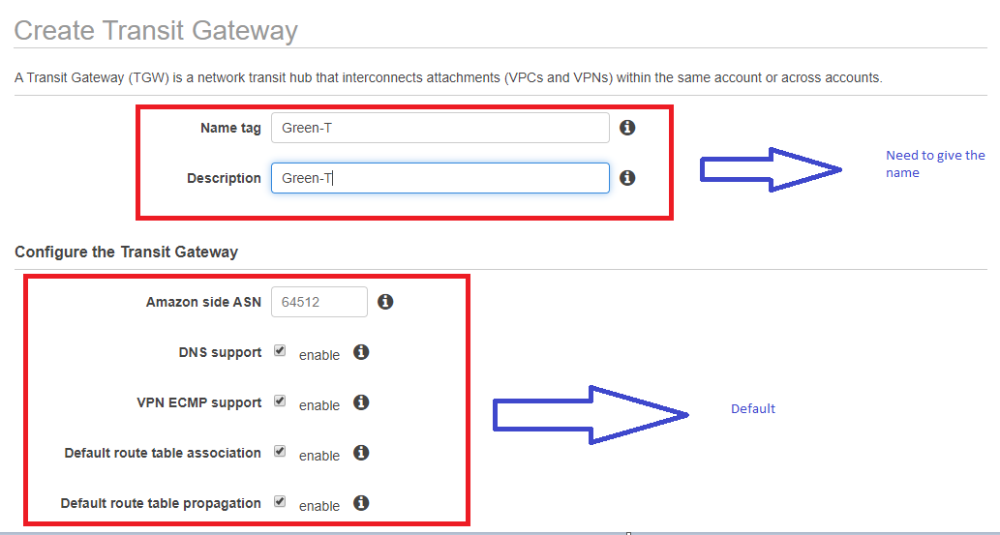 Create Transit Gateway
A Transit Gateway (TGW) is a network transit hub that interconnects attachments (VPCs and VPNs) within the same account or across accounts.
Name tag Green-T
Need to give the
name
Description Green-T
Configure the Transit Gateway
Amazon side ASN 64512
DNS support enable
VPN ECMP support enable
Default
Default route table association enable
Default route table propagation enable